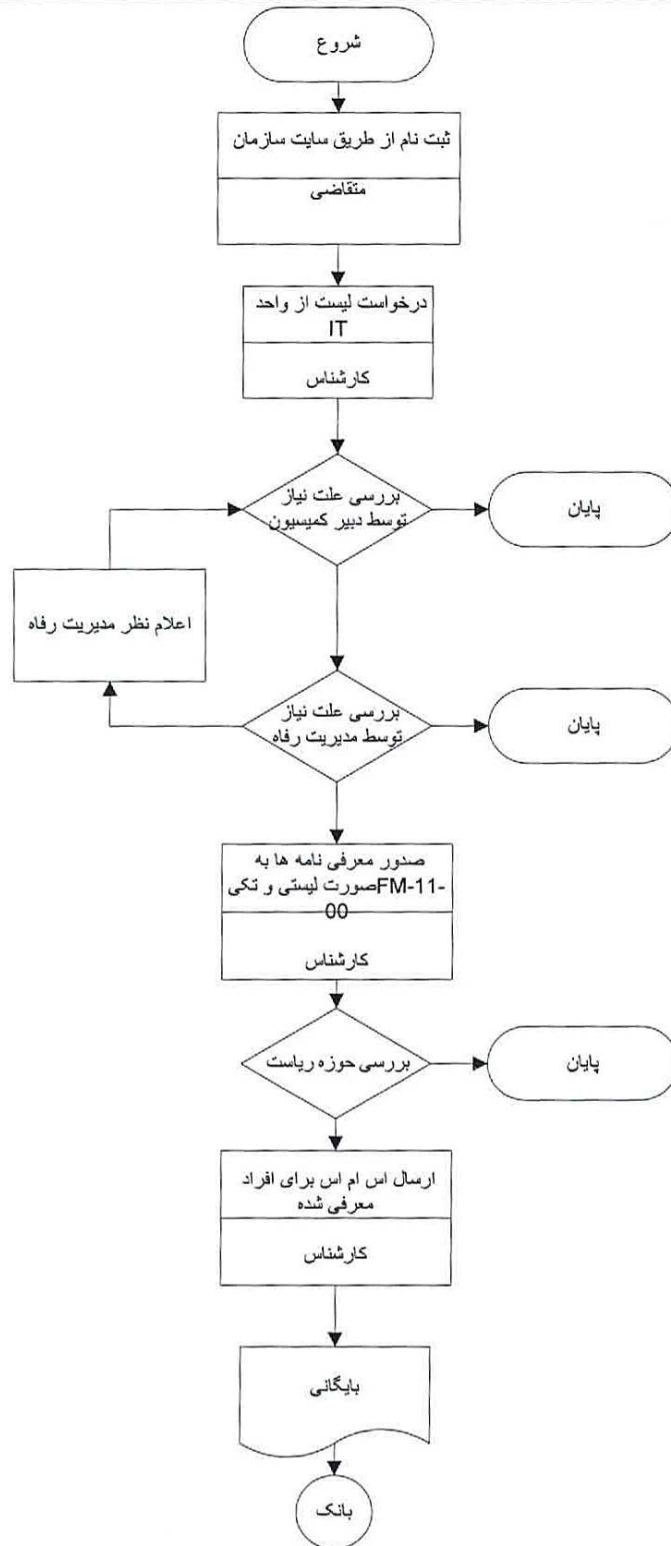 شروع
ثبت نام از طریق سایت سازمان
متقاضی
درخواست لیست از واحد
IT
کارشناس
بررسی علت نیاز
توسط دبیر کمیسیون
پایان
اعلام نظر مدیریت رفاه
بررسی علت نیاز
توسط مدیریت رفاه
پایان
صدور معرفی نامه ها به
صورت لیستی و تکیFM-11-
00
کارشناس
بررسی حوزه ریاست
پایان
ارسال اس ام اس برای افراد
معرفی شده
کارشناس
بایگانی
بانک